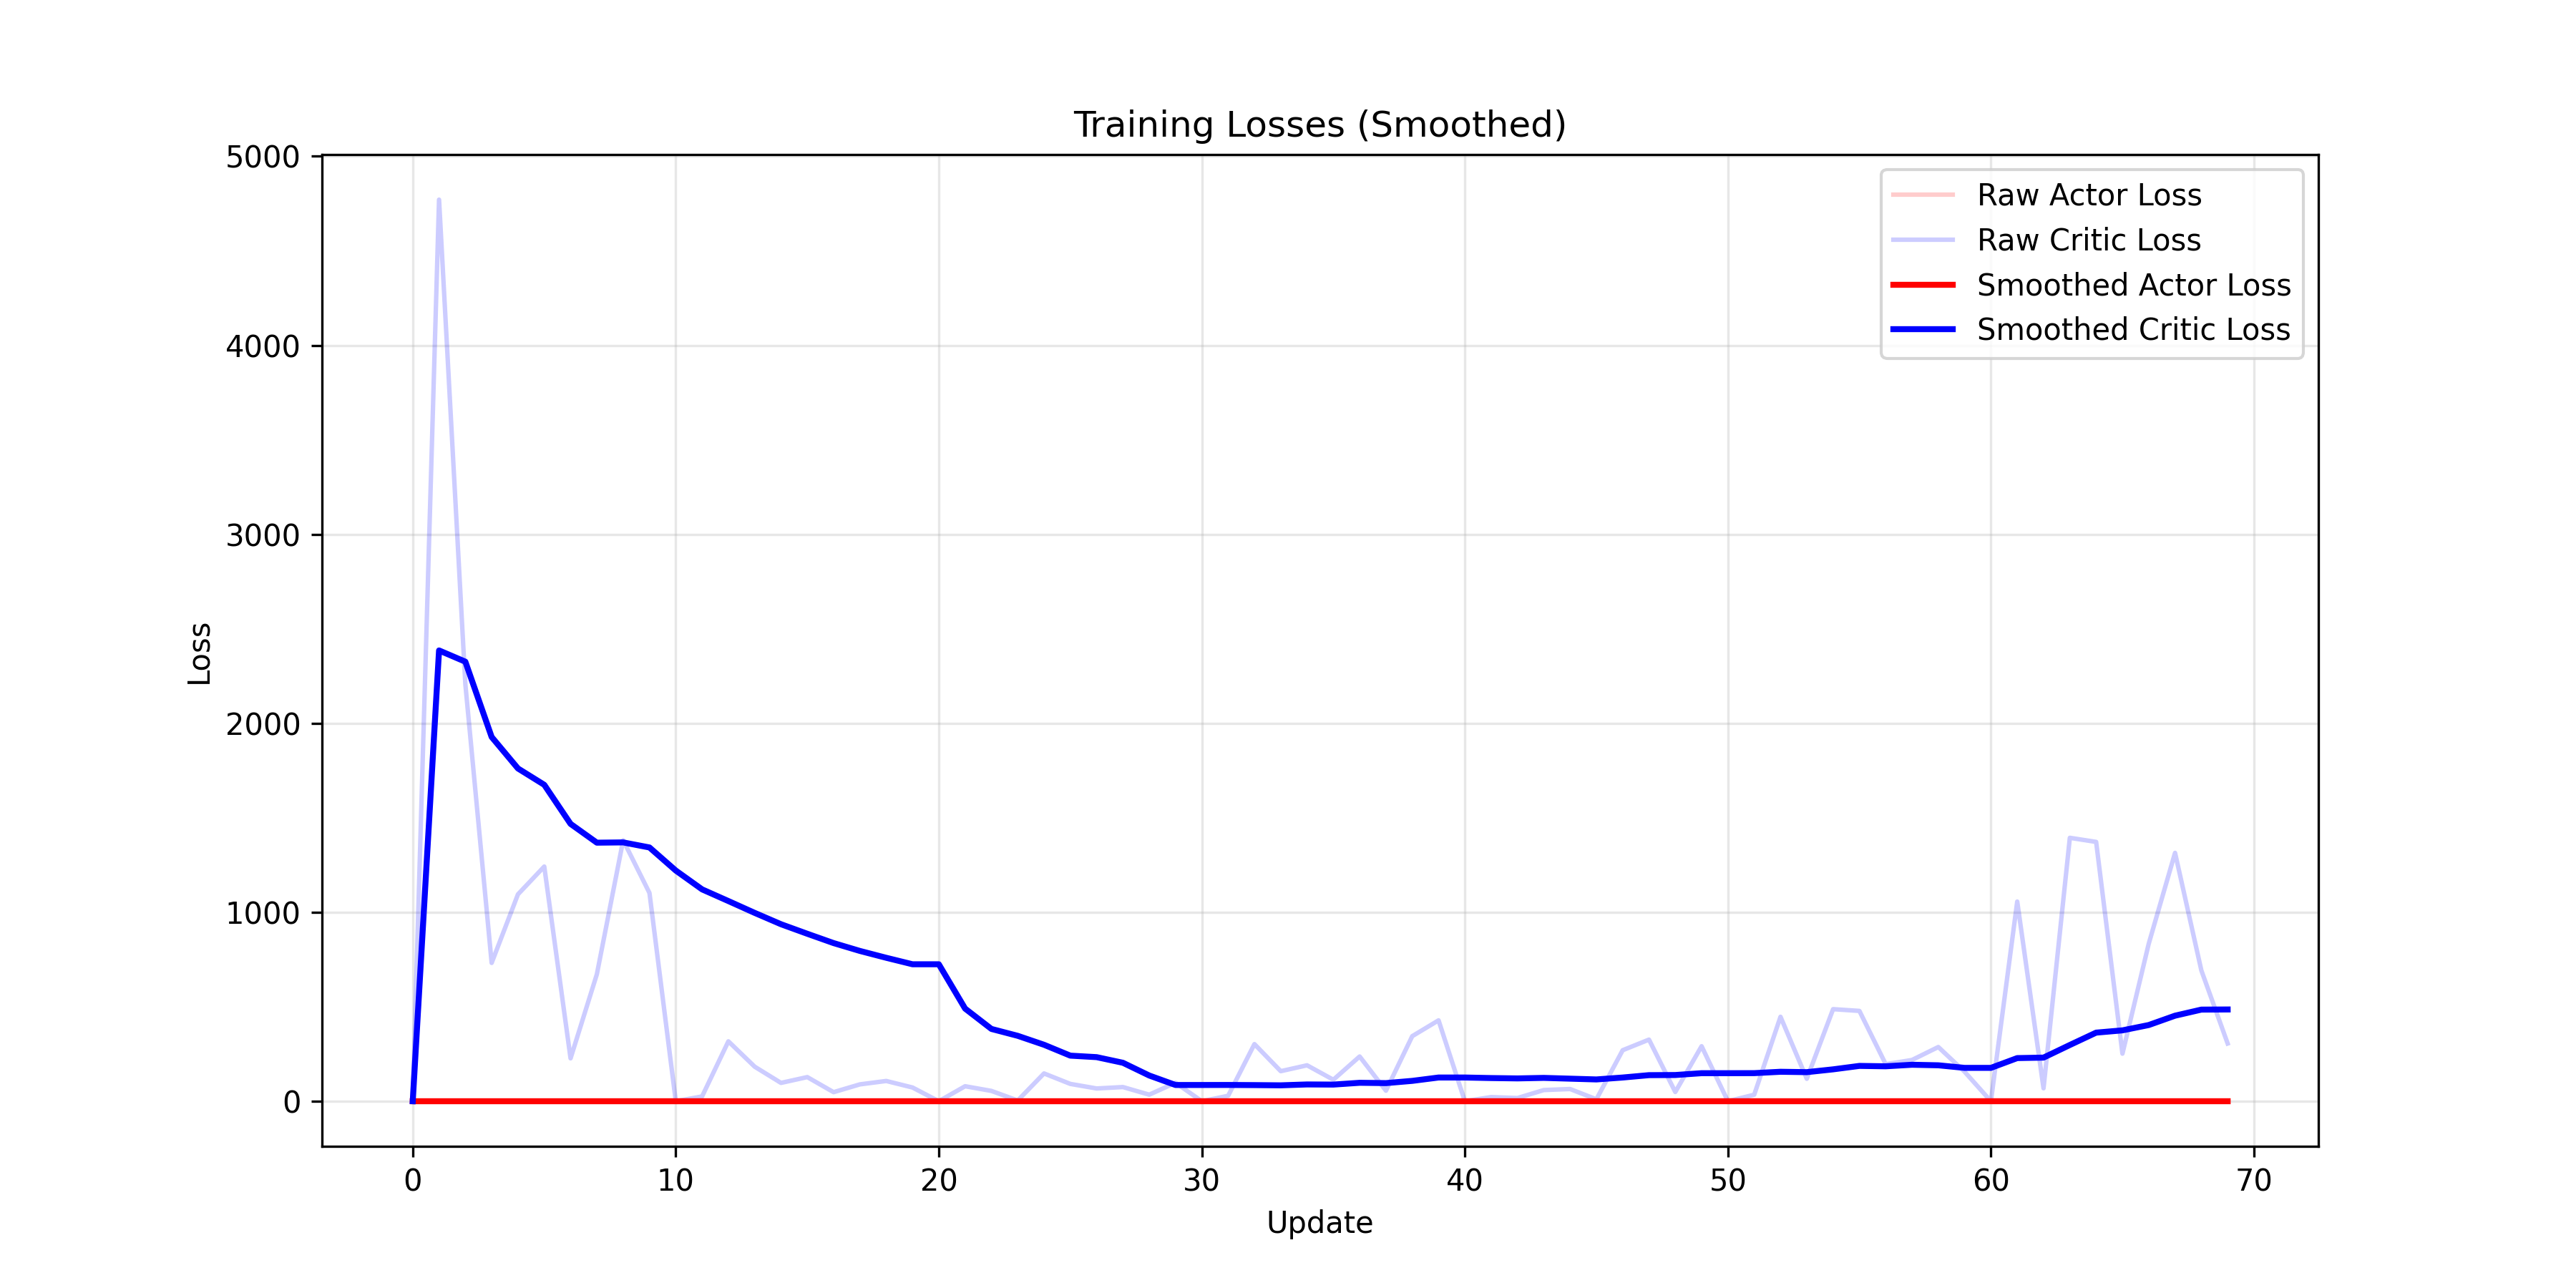 Training Losses (Smoothed)
5000
4000
3000
2000
1000
0
Loss
Raw Actor Loss
Raw Critic Loss
Smoothed Actor Loss
Smoothed Critic Loss
0 10 20 30 40 50 60 70
Update